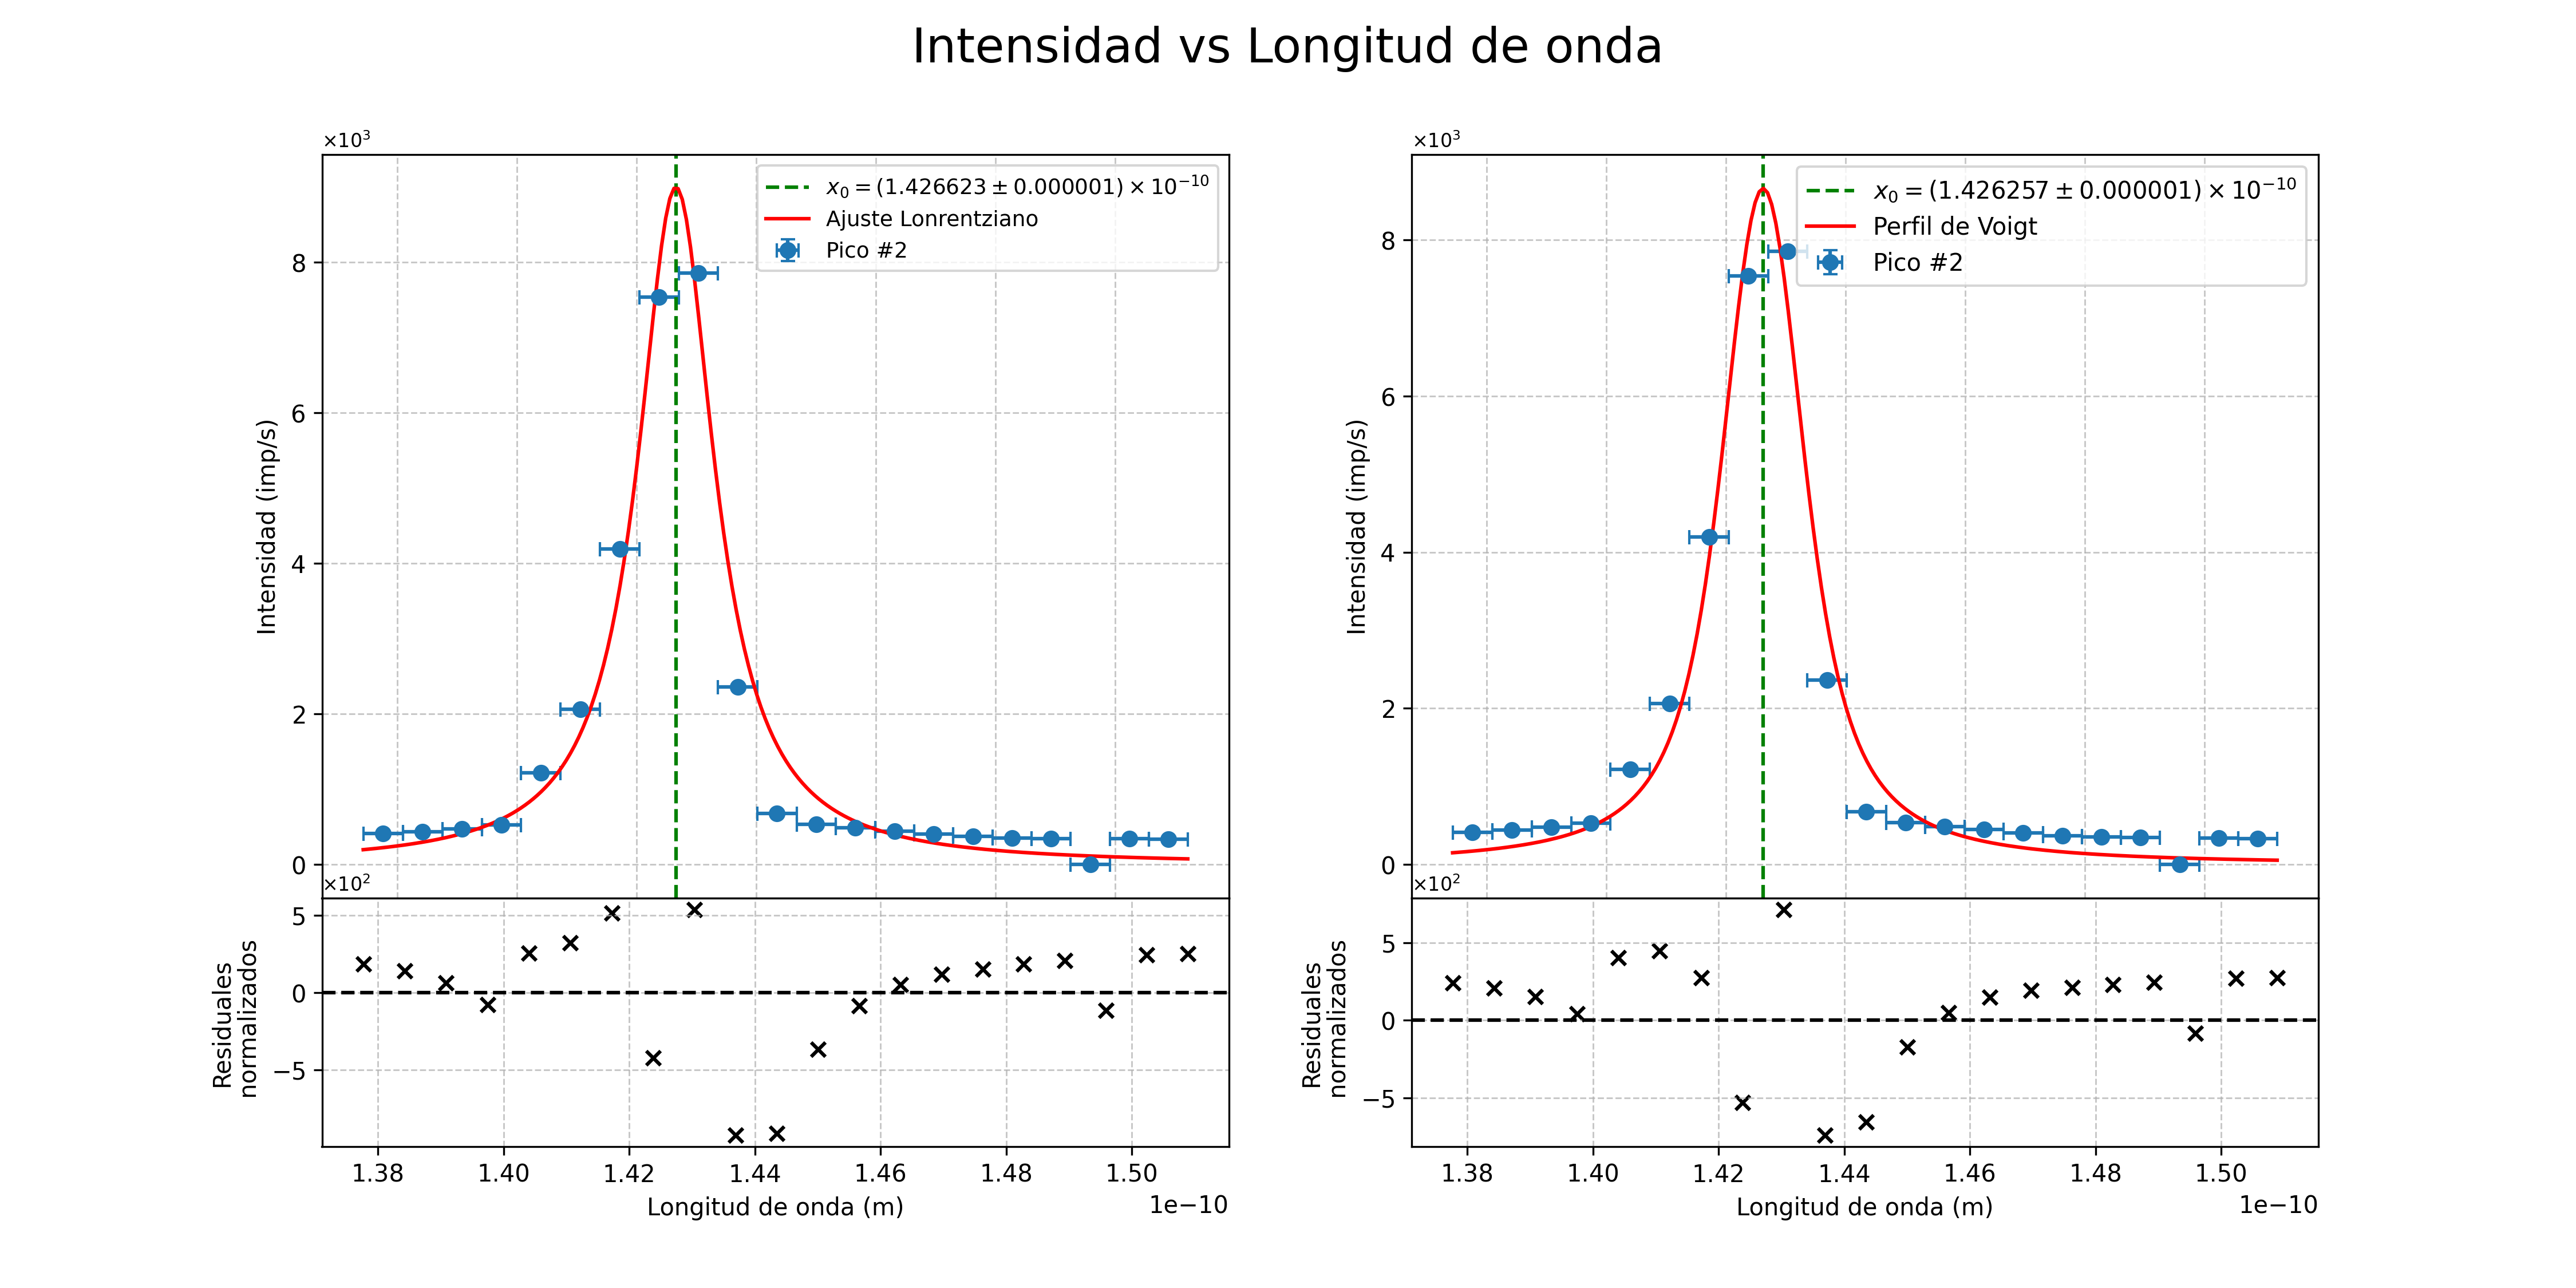 Intensidad vs Longitud de onda
×10³
x₀ = (1.426623 ± 0.000001) × 10⁻¹⁰
Ajuste Lonrentziano
Pico #2
Intensidad (imp/s)
8
6
4
2
0
×10²
Residuales
normalizados
5
0
−5
1.38 1.40 1.42 1.44 1.46 1.48 1.50
Longitud de onda (m)
1e−10
×10³
x₀ = (1.426257 ± 0.000001) × 10⁻¹⁰
Perfil de Voigt
Pico #2
Intensidad (imp/s)
8
6
4
2
0
×10²
Residuales
normalizados
5
0
−5
1.38 1.40 1.42 1.44 1.46 1.48 1.50
Longitud de onda (m)
1e−10